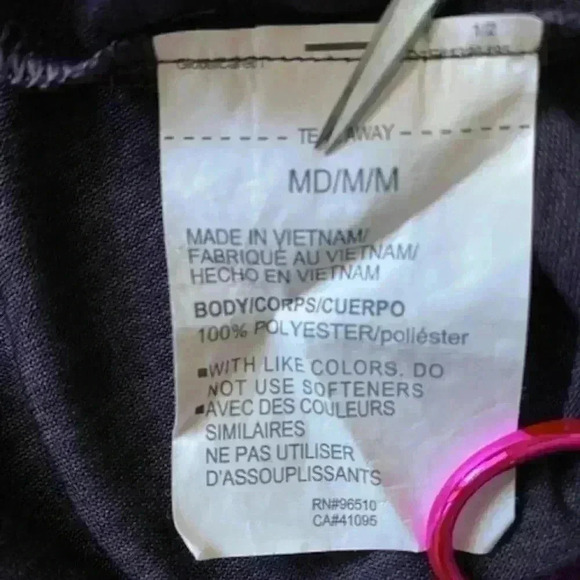 1/2
TE AWAY
MD/M/M
MADE IN VIETNAM/
FABRIQUÉ AU VIETNAM/
HECHO EN VIETNAM
BODY/CORPS/CUERPO
100% POLYESTER/poliéster
WITH LIKE COLORS. DO
NOT USE SOFTENERS
AVEC DES COULEURS
SIMILAIRES
NE PAS UTILISER
D'ASSOUPLISSANTS
RN#96510
CA#41095